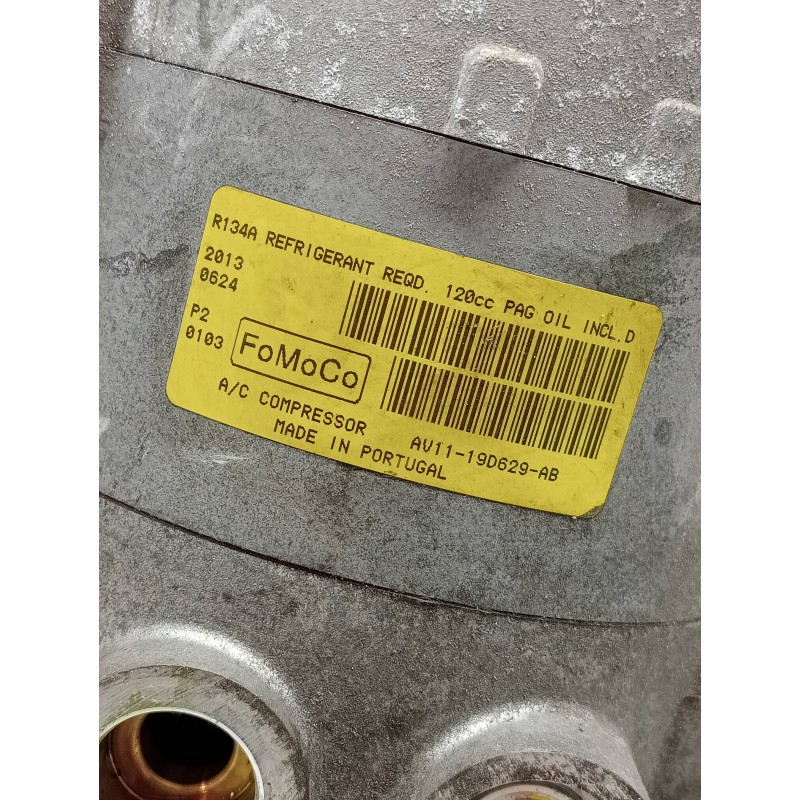 R134A REFRIGERANT REQD. 120cc PAG OIL INCL.D
2013
0624
P2
0103
FoMoCo
A/C COMPRESSOR
AV11-19D629-AB
MADE IN PORTUGAL